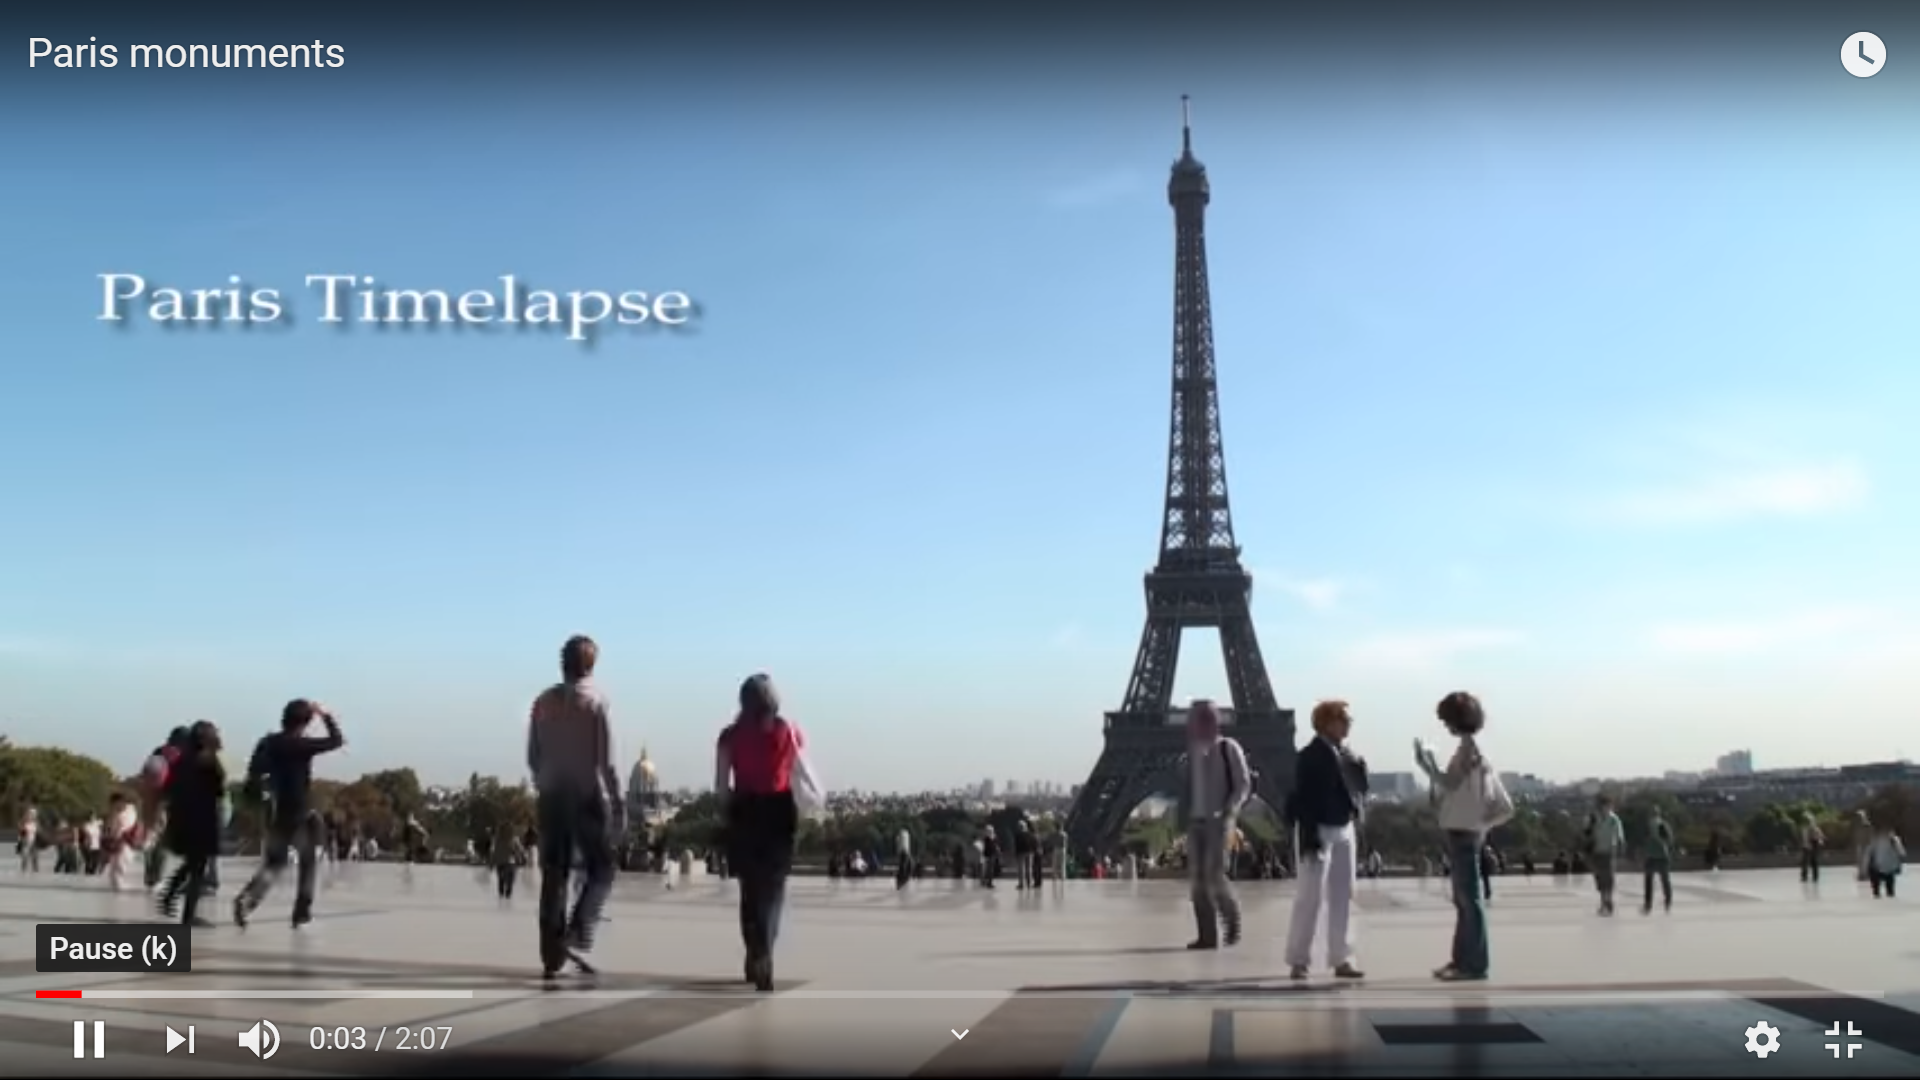 Paris monuments
Paris Timelapse
Pause (k)
0:03 / 2:07